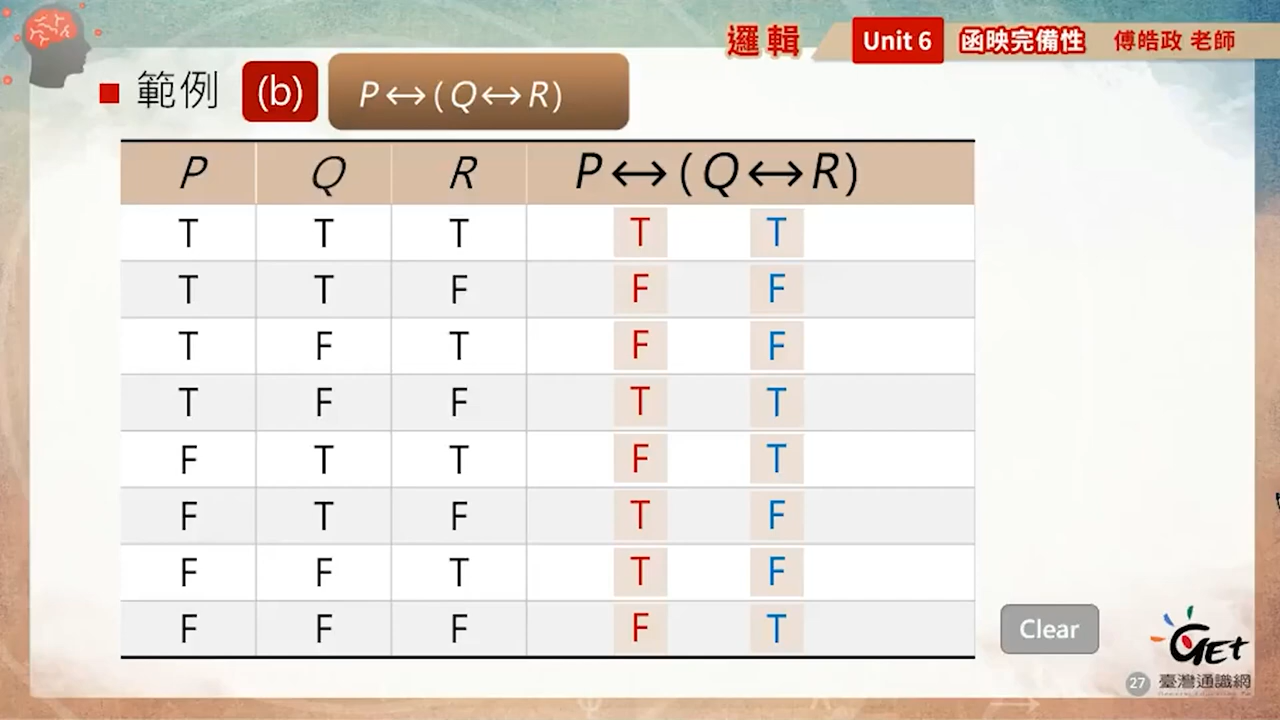 邏輯 Unit 6 函映完備性 傅皓政 老師
範例 (b) P↔(Q↔R)
P Q R P↔(Q↔R)
T T T T T
T T F F F
T F T F F
T F F T T
F T T F T
F T F T F
F F T T F
F F F F T
Clear
GET
27 臺灣通識網